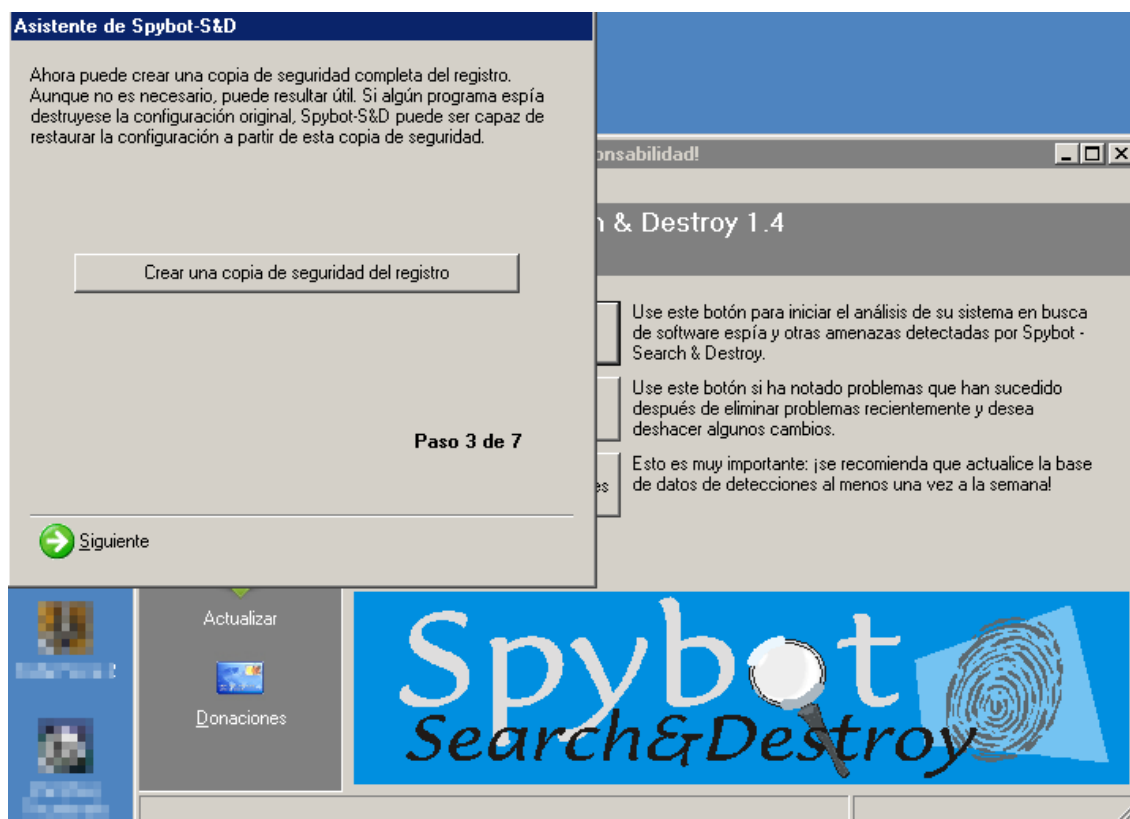 Asistente de Spybot-S&D
Ahora puede crear una copia de seguridad completa del registro.
Aunque no es necesario, puede resultar útil. Si algún programa espía
destruyese la configuración original, Spybot-S&D puede ser capaz de
restaurar la configuración a partir de esta copia de seguridad.
Crear una copia de seguridad del registro
Paso 3 de 7
Siguiente
onsabilidad!
& Destroy 1.4
Use este botón para iniciar el análisis de su sistema en busca
de software espía y otras amenazas detectadas por Spybot -
Search & Destroy.
Use este botón si ha notado problemas que han sucedido
después de eliminar problemas recientemente y desea
deshacer algunos cambios.
Esto es muy importante: ¡se recomienda que actualice la base
de datos de detecciones al menos una vez a la semana!
es
Actualizar
Donaciones
Spybot
Search&Destroy